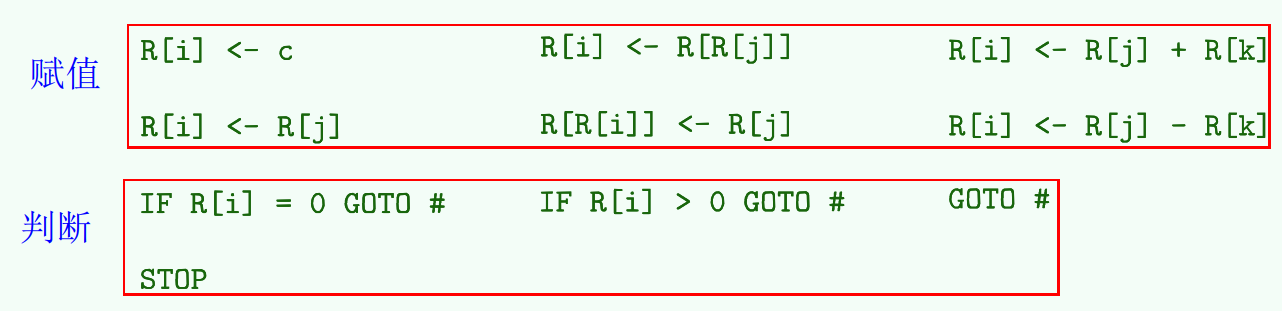 赋值
R[i] <- c R[i] <- R[R[j]] R[i] <- R[j] + R[k]
R[i] <- R[j] R[R[i]] <- R[j] R[i] <- R[j] - R[k]
判断
IF R[i] = 0 GOTO # IF R[i] > 0 GOTO # GOTO #
STOP